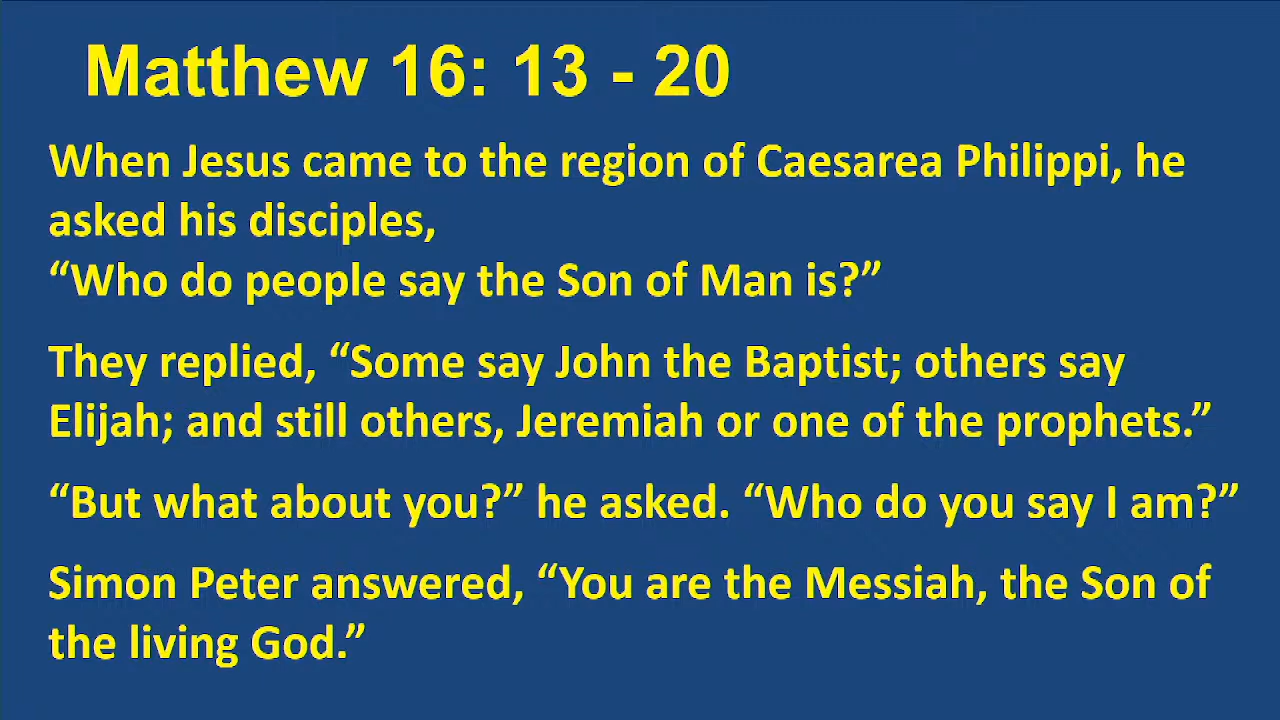 Matthew 16: 13 - 20
When Jesus came to the region of Caesarea Philippi, he
asked his disciples,
“Who do people say the Son of Man is?”
They replied, “Some say John the Baptist; others say
Elijah; and still others, Jeremiah or one of the prophets.”
“But what about you?” he asked. “Who do you say I am?”
Simon Peter answered, “You are the Messiah, the Son of
the living God.”